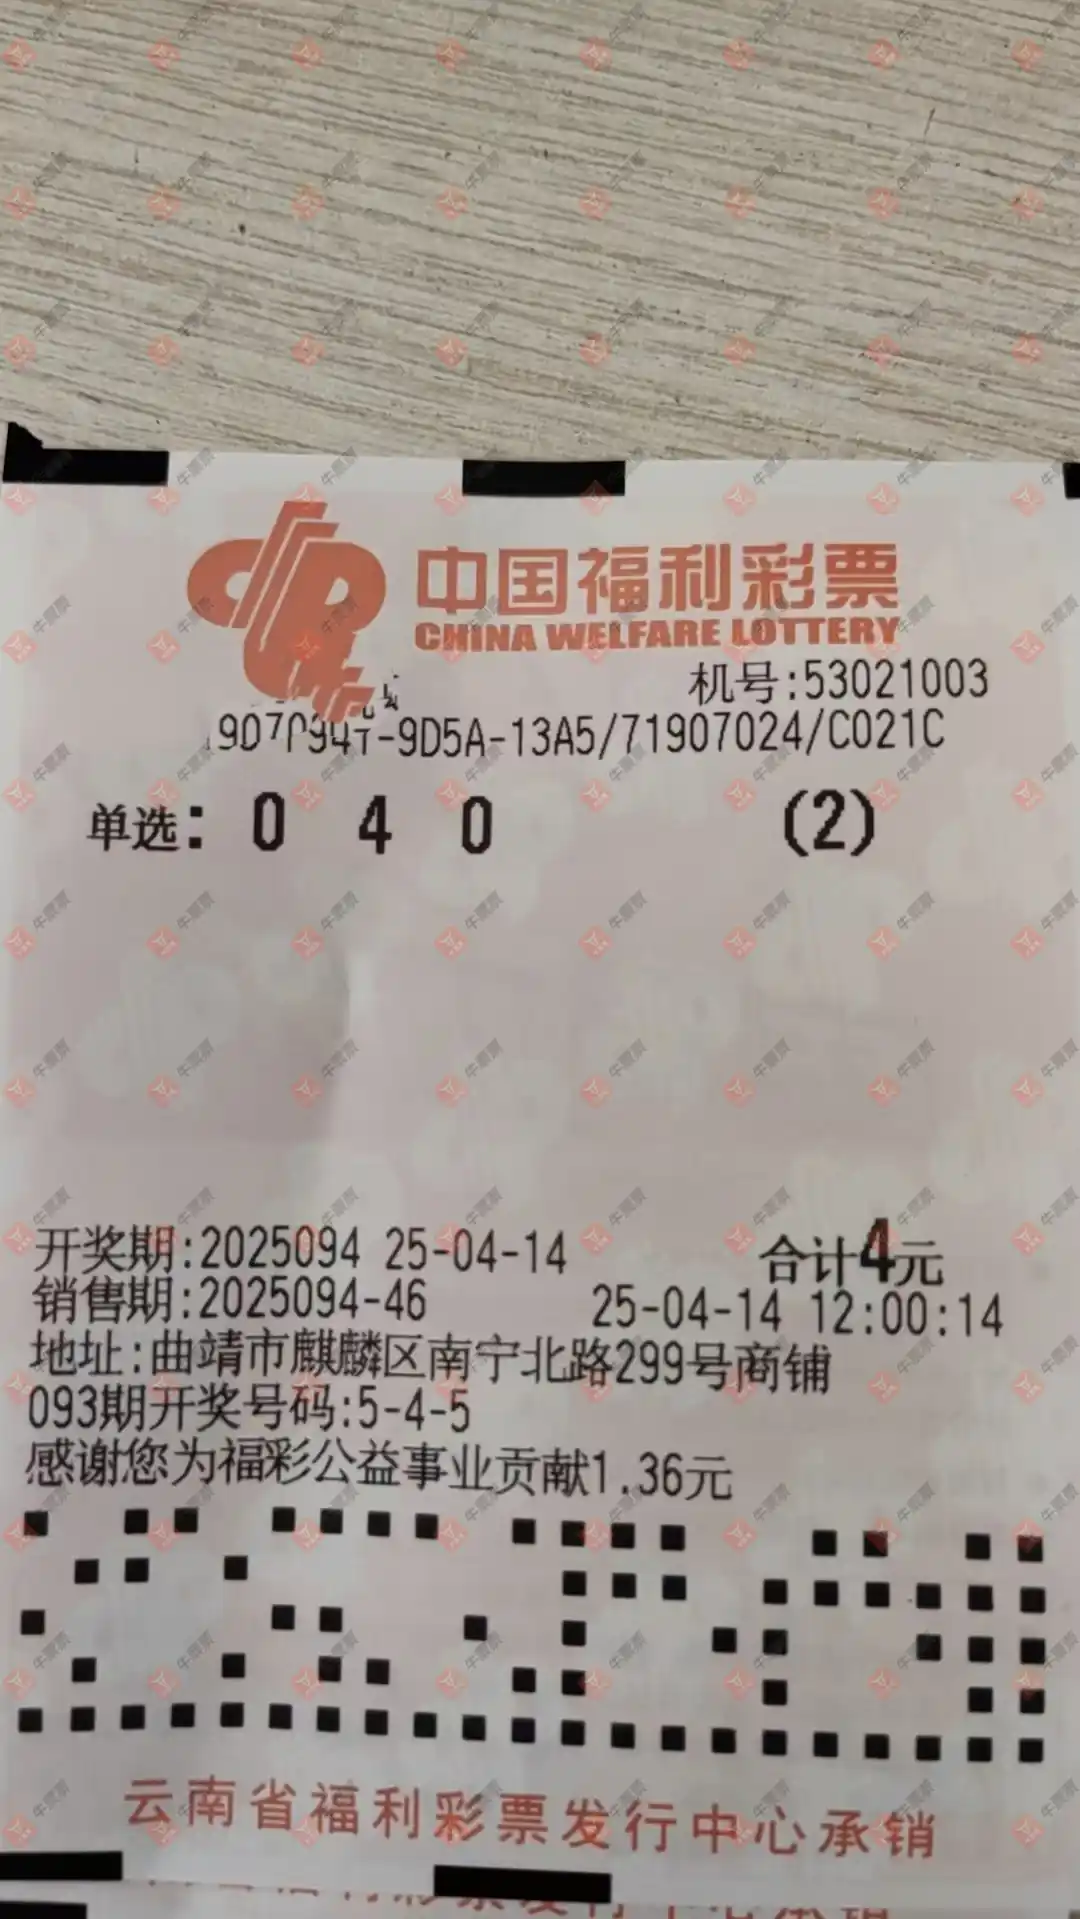 中国福利彩票
CHINA WELFARE LOTTERY
机号:53021003
-9D5A-13A5/71907024/C021C
单选: 0 4 0 (2)
开奖期:2025094 25-04-14 合计4元
销售期:2025094-46 25-04-14 12:00:14
地址:曲靖市麒麟区南宁北路299号商铺
093期开奖号码:5-4-5
感谢您为福彩公益事业贡献1.36元
云南省福利彩票发行中心承销
牛票票